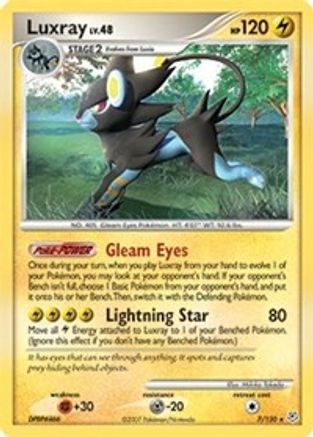 Luxray LV.48 HP 120
STAGE 2 Evolves from Luxio
NO. 405 Gleam Eyes Pokémon. HT: 4'07" WT: 92.6 lbs.
Poké-POWER Gleam Eyes
Once during your turn, when you play Luxray from your hand to evolve 1 of
your Pokémon, you may look at your opponent's hand. If your opponent's
Bench isn't full, choose 1 Basic Pokémon from your opponent's hand, and put
it onto his or her Bench. Then, switch it with the Defending Pokémon.
Lightning Star 80
Move all Energy attached to Luxray to 1 of your Benched Pokémon.
(Ignore this effect if you don't have any Benched Pokémon.)
It has eyes that can see through anything. It spots and captures
prey hiding behind objects.
Illus. Midori Harada
weakness resistance retreat cost
+30 -20
©2007 Pokémon/Nintendo 7/130 ★